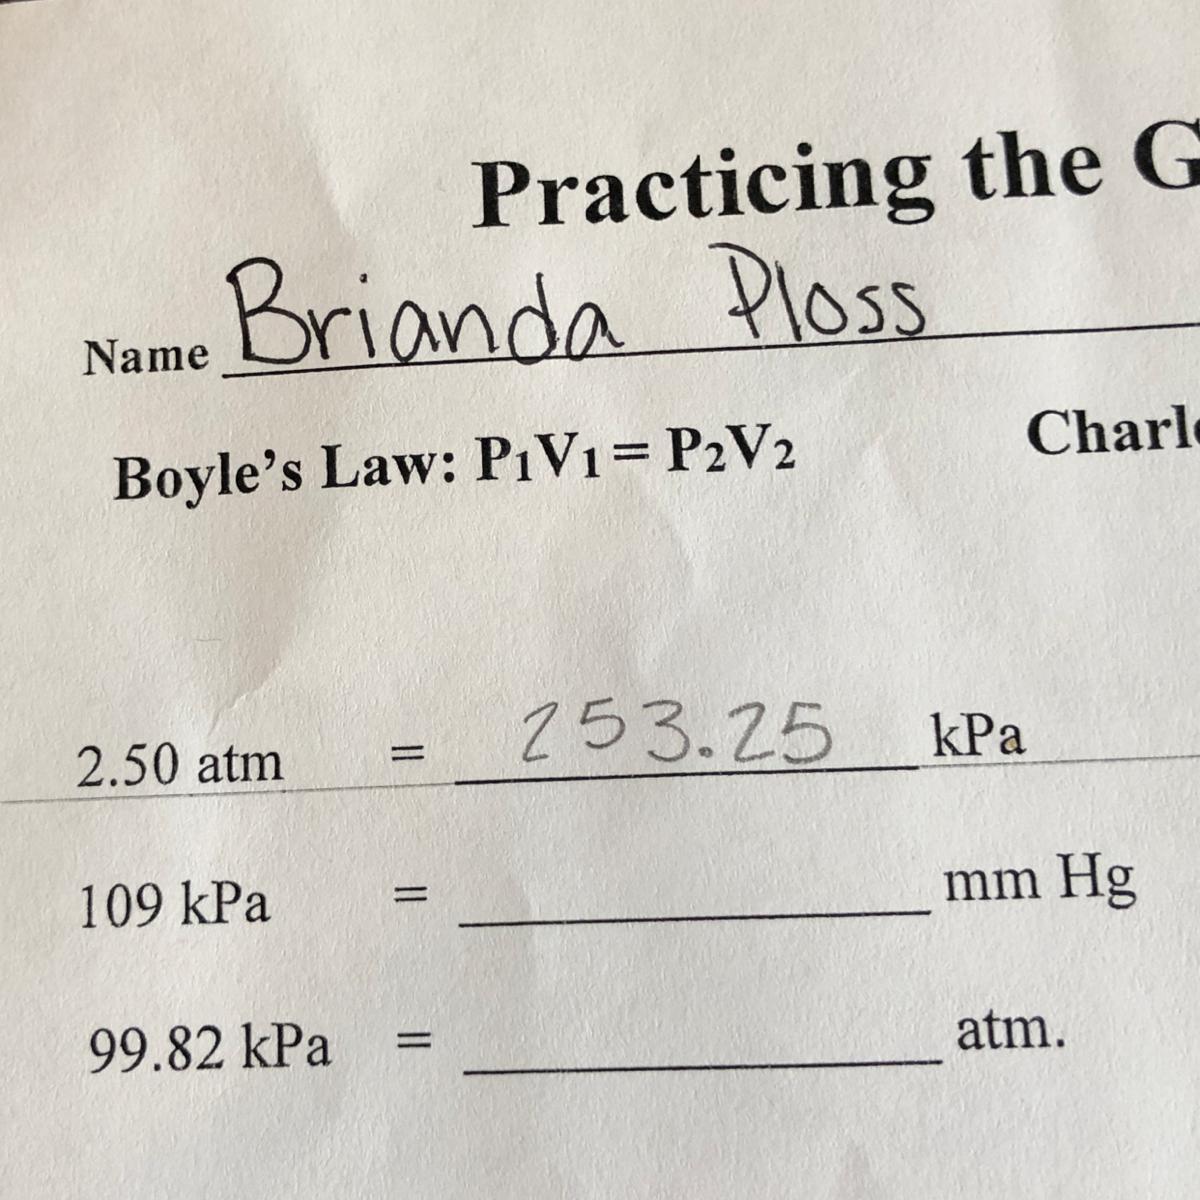 Practicing the G
Name Brianda Ploss
Boyle's Law: P₁V₁ = P₂V₂ Charle
2.50 atm = 253.25 kPa
109 kPa = mm Hg
99.82 kPa = atm.